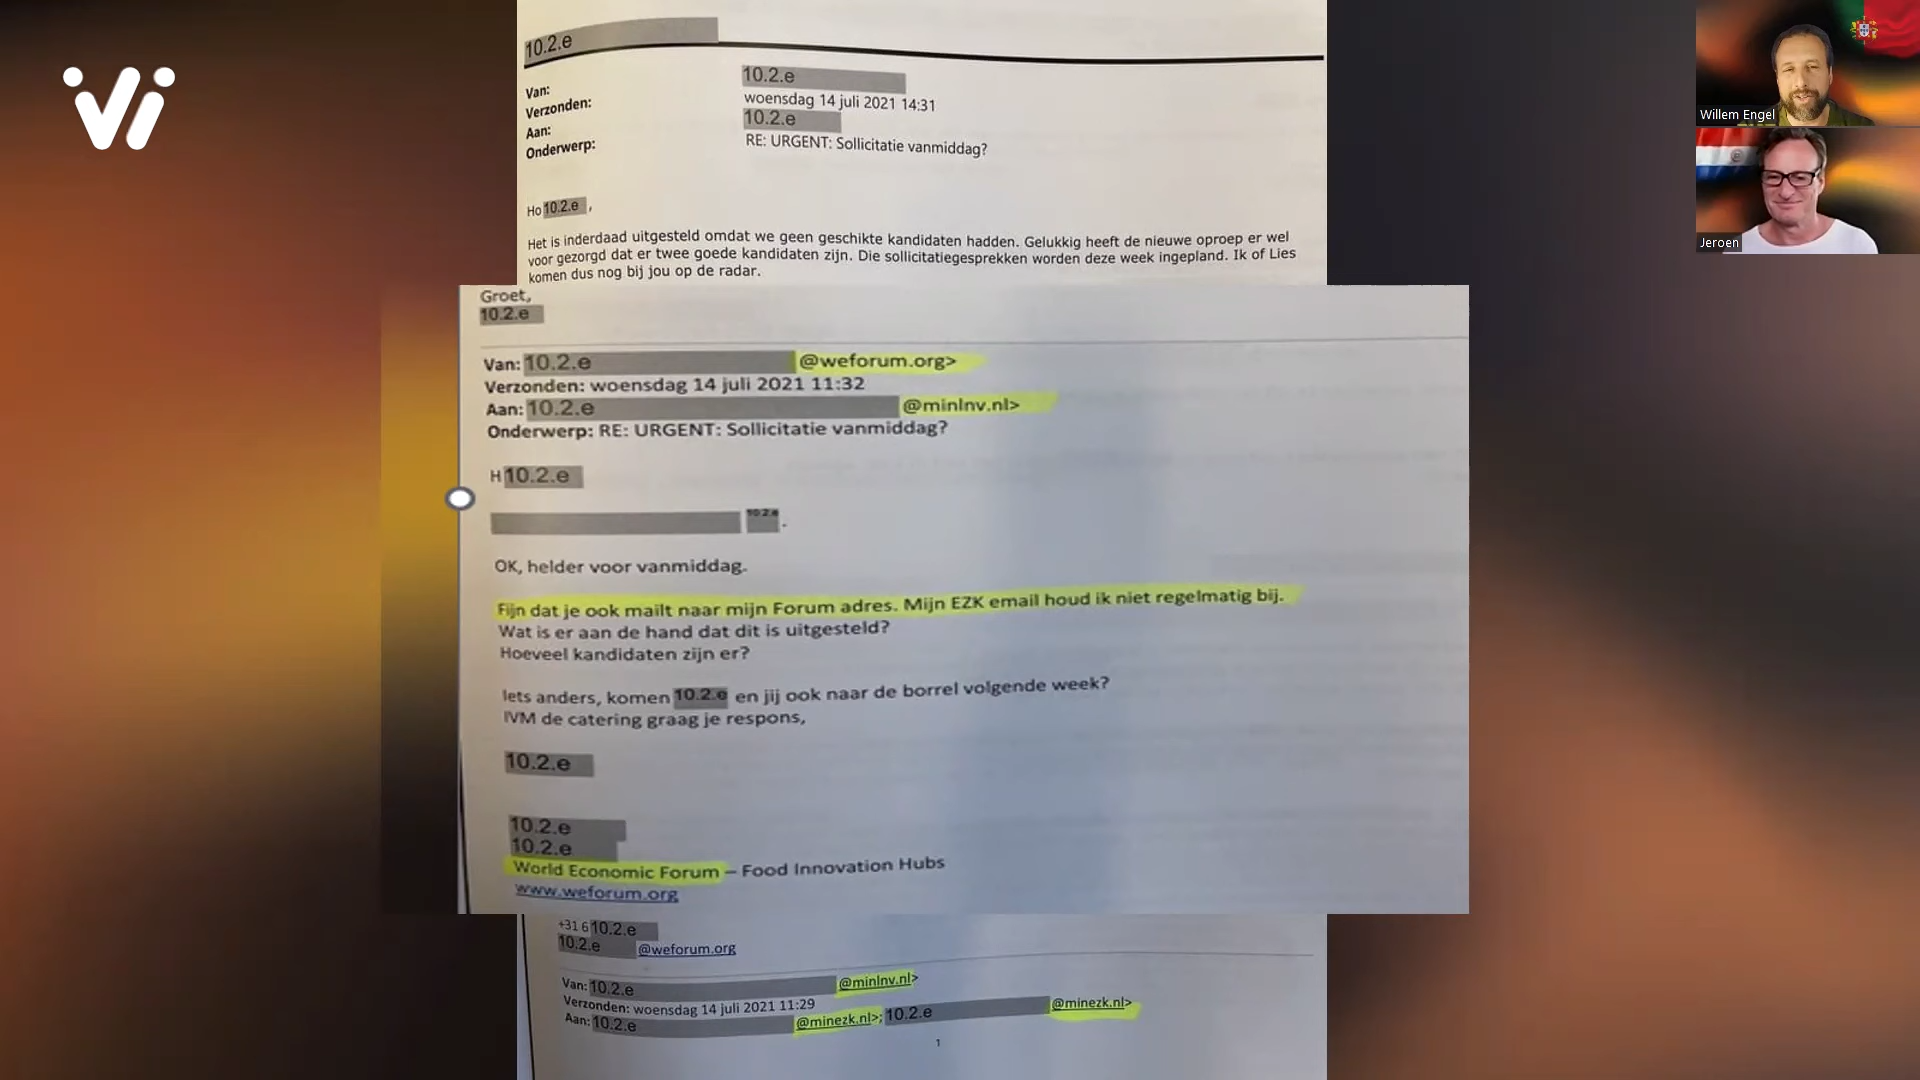 Vi
10.2.e
Van: 10.2.e
Verzonden: woensdag 14 juli 2021 14:31
Aan: 10.2.e
Onderwerp: RE: URGENT: Sollicitatie vanmiddag?
Ho 10.2.e ,
Het is inderdaad uitgesteld omdat we geen geschikte kandidaten hadden. Gelukkig heeft de nieuwe oproep er wel
voor gezorgd dat er twee goede kandidaten zijn. Die sollicitatiegesprekken worden deze week ingepland. Ik of Lies
komen dus nog bij jou op de radar.
Groet,
10.2.e
Van: 10.2.e @weforum.org>
Verzonden: woensdag 14 juli 2021 11:32
Aan: 10.2.e @minlnv.nl>
Onderwerp: RE: URGENT: Sollicitatie vanmiddag?
H 10.2.e
10.2.e .
OK, helder voor vanmiddag.
Fijn dat je ook mailt naar mijn Forum adres. Mijn EZK email houd ik niet regelmatig bij.
Wat is er aan de hand dat dit is uitgesteld?
Hoeveel kandidaten zijn er?
Iets anders, komen 10.2.e en jij ook naar de borrel volgende week?
IVM de catering graag je respons,
10.2.e
10.2.e
10.2.e
World Economic Forum – Food Innovation Hubs
www.weforum.org
+31 6 10.2.e
10.2.e @weforum.org
Van: 10.2.e @minlnv.nl>
Verzonden: woensdag 14 juli 2021 11:29
Aan: 10.2.e @minezk.nl>; 10.2.e @minezk.nl>
1
Willem Engel
Jeroen